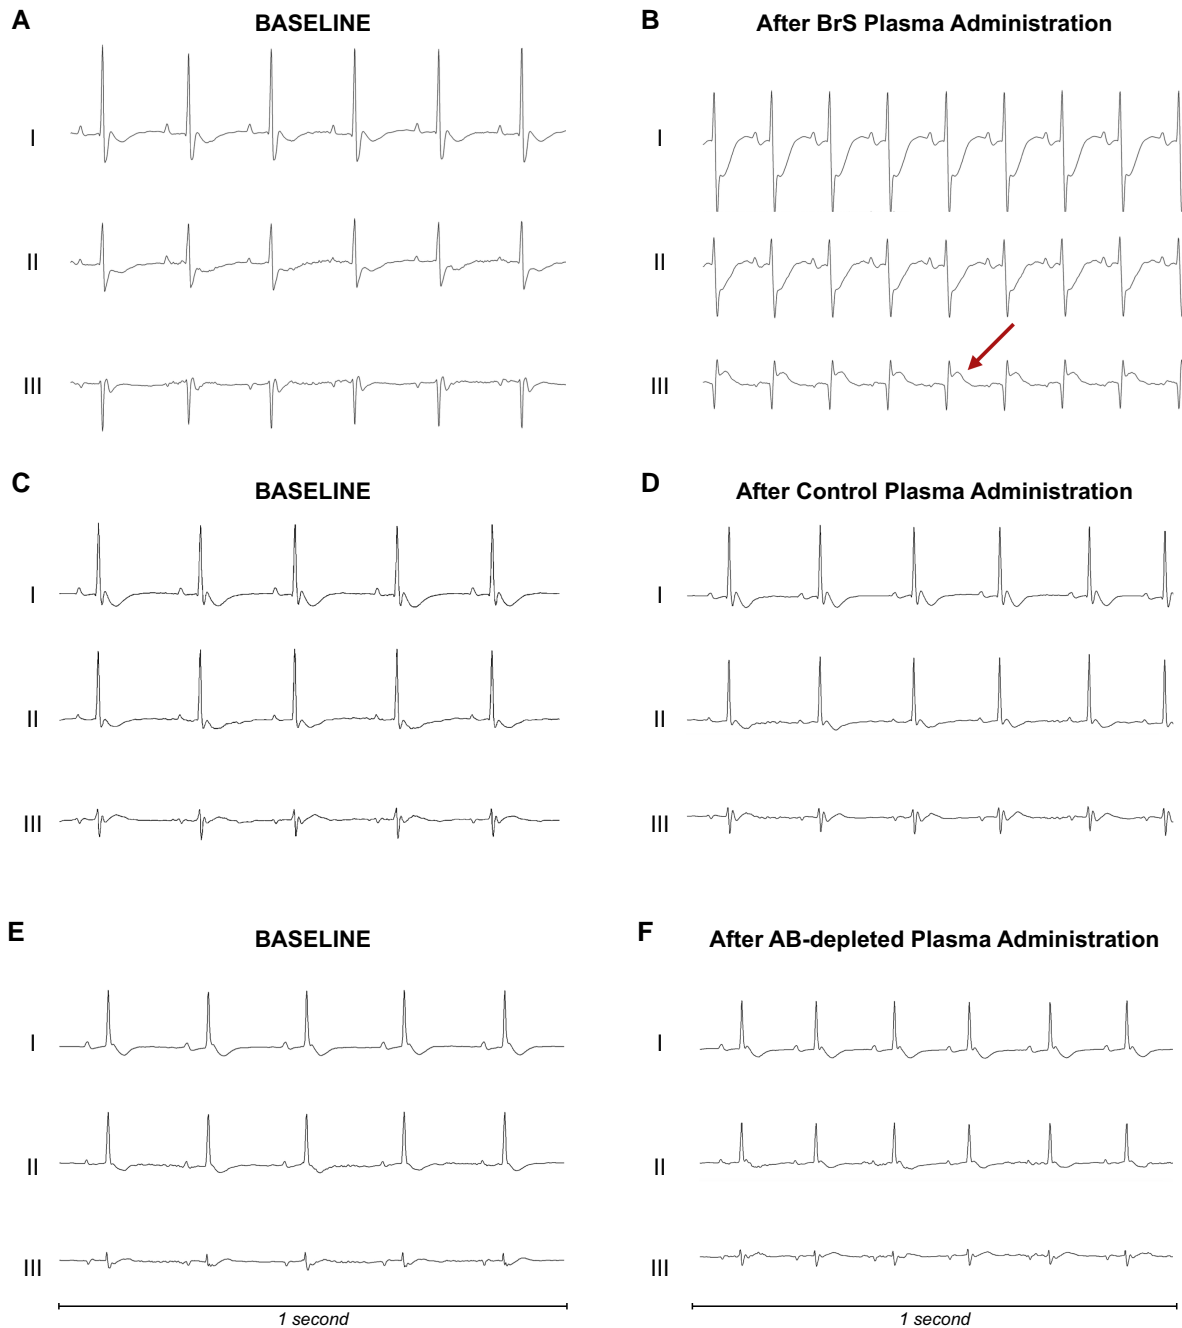 A
BASELINE
I
II
III
B
After BrS Plasma Administration
I
II
III
C
BASELINE
I
II
III
D
After Control Plasma Administration
I
II
III
E
BASELINE
I
II
III
1 second
F
After AB-depleted Plasma Administration
I
II
III
1 second